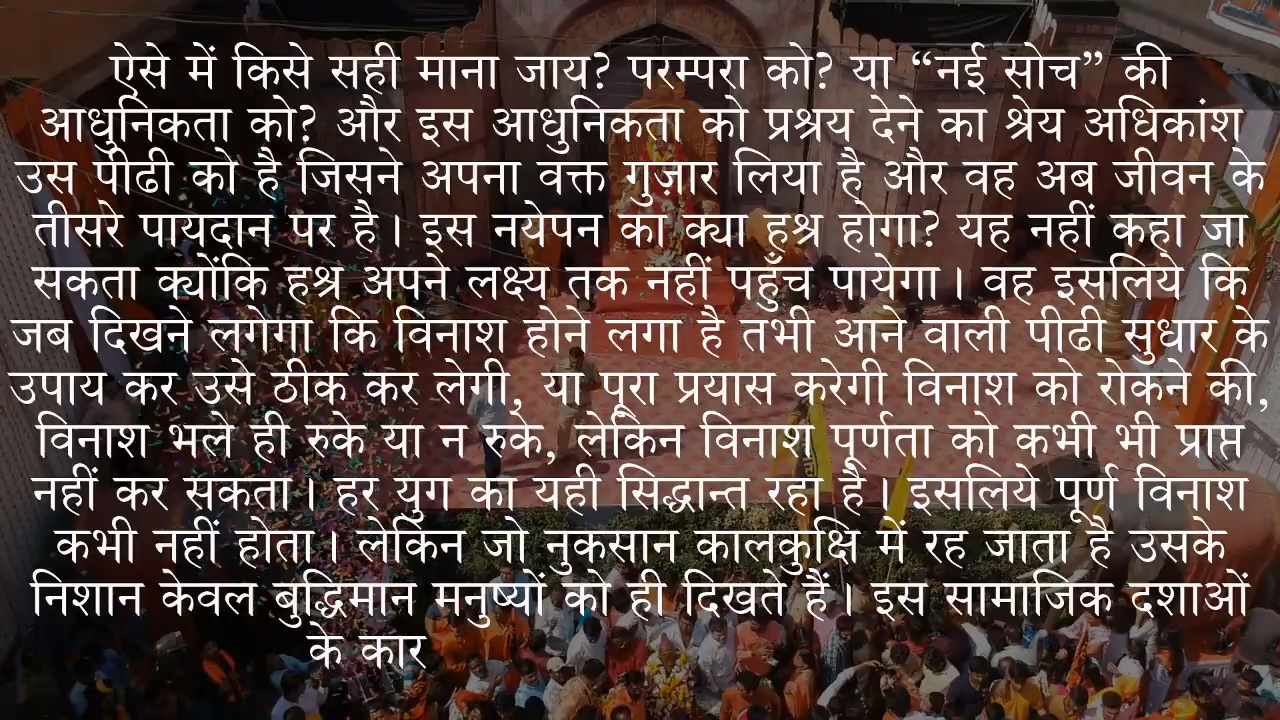 ऐसे में किसे सही माना जाय? परम्परा को? या “नई सोच” की
आधुनिकता को? और इस आधुनिकता को प्रश्रय देने का श्रेय अधिकांश
उस पीढी को है जिसने अपना वक्त गुज़ार लिया है और वह अब जीवन के
तीसरे पायदान पर है। इस नयेपन का क्या हश्र होगा? यह नहीं कहा जा
सकता क्योंकि हश्र अपने लक्ष्य तक नहीं पहुँच पायेगा। वह इसलिये कि
जब दिखने लगेगा कि विनाश होने लगा है तभी आने वाली पीढी सुधार के
उपाय कर उसे ठीक कर लेगी, या पूरा प्रयास करेगी विनाश को रोकने की,
विनाश भले ही रुके या न रुके, लेकिन विनाश पूर्णता को कभी भी प्राप्त
नहीं कर सकता। हर युग का यही सिद्धान्त रहा है। इसलिये पूर्ण विनाश
कभी नहीं होता। लेकिन जो नुकसान कालकुक्षि में रह जाता है उसके
निशान केवल बुद्धिमान मनुष्यों को ही दिखते हैं। इस सामाजिक दशाओं
के कार